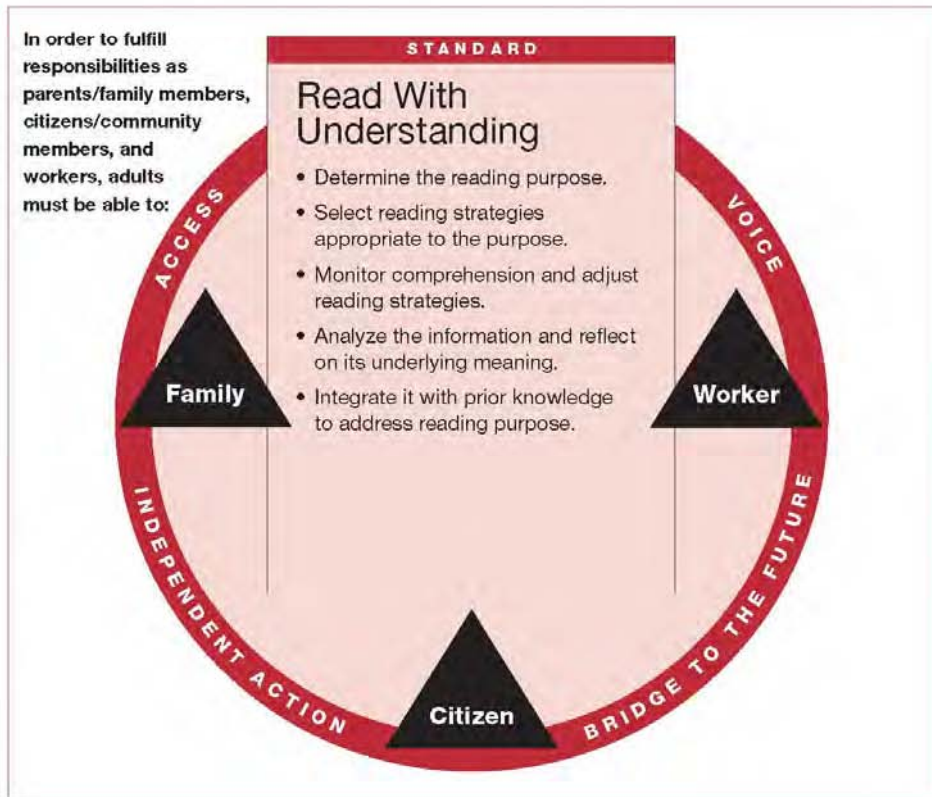 In order to fulfill
responsibilities as
parents/family members,
citizens/community
members, and
workers, adults
must be able to:
STANDARD
Read With
Understanding
• Determine the reading purpose.
• Select reading strategies
appropriate to the purpose.
• Monitor comprehension and adjust
reading strategies.
• Analyze the information and reflect
on its underlying meaning.
• Integrate it with prior knowledge
to address reading purpose.
ACCESS
VOICE
Family
Worker
INDEPENDENT ACTION
BRIDGE TO THE FUTURE
Citizen